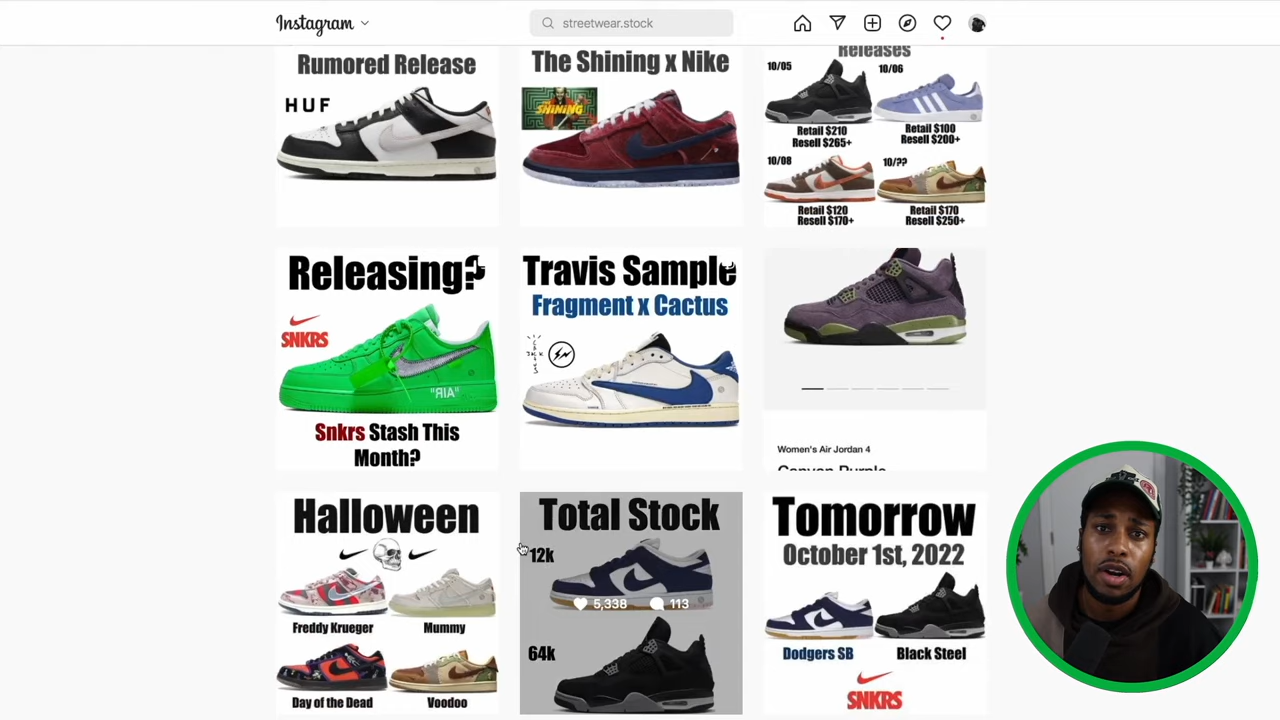 Instagram
streetwear.stock
Rumored Release
HUF
The Shining x Nike
SHINING
Releases
10/05
10/06
Retail $210
Resell $265+
Retail $100
Resell $200+
10/08
10/??
Retail $120
Resell $170+
Retail $170
Resell $250+
Releasing?
SNKRS
"AIR"
Snkrs Stash This
Month?
Travis Sample
Fragment x Cactus
Women's Air Jordan 4
Canyon Purple
Halloween
Freddy Krueger
Mummy
Day of the Dead
Voodoo
Total Stock
12k
5,338
113
64k
Tomorrow
October 1st, 2022
Dodgers SB
Black Steel
SNKRS